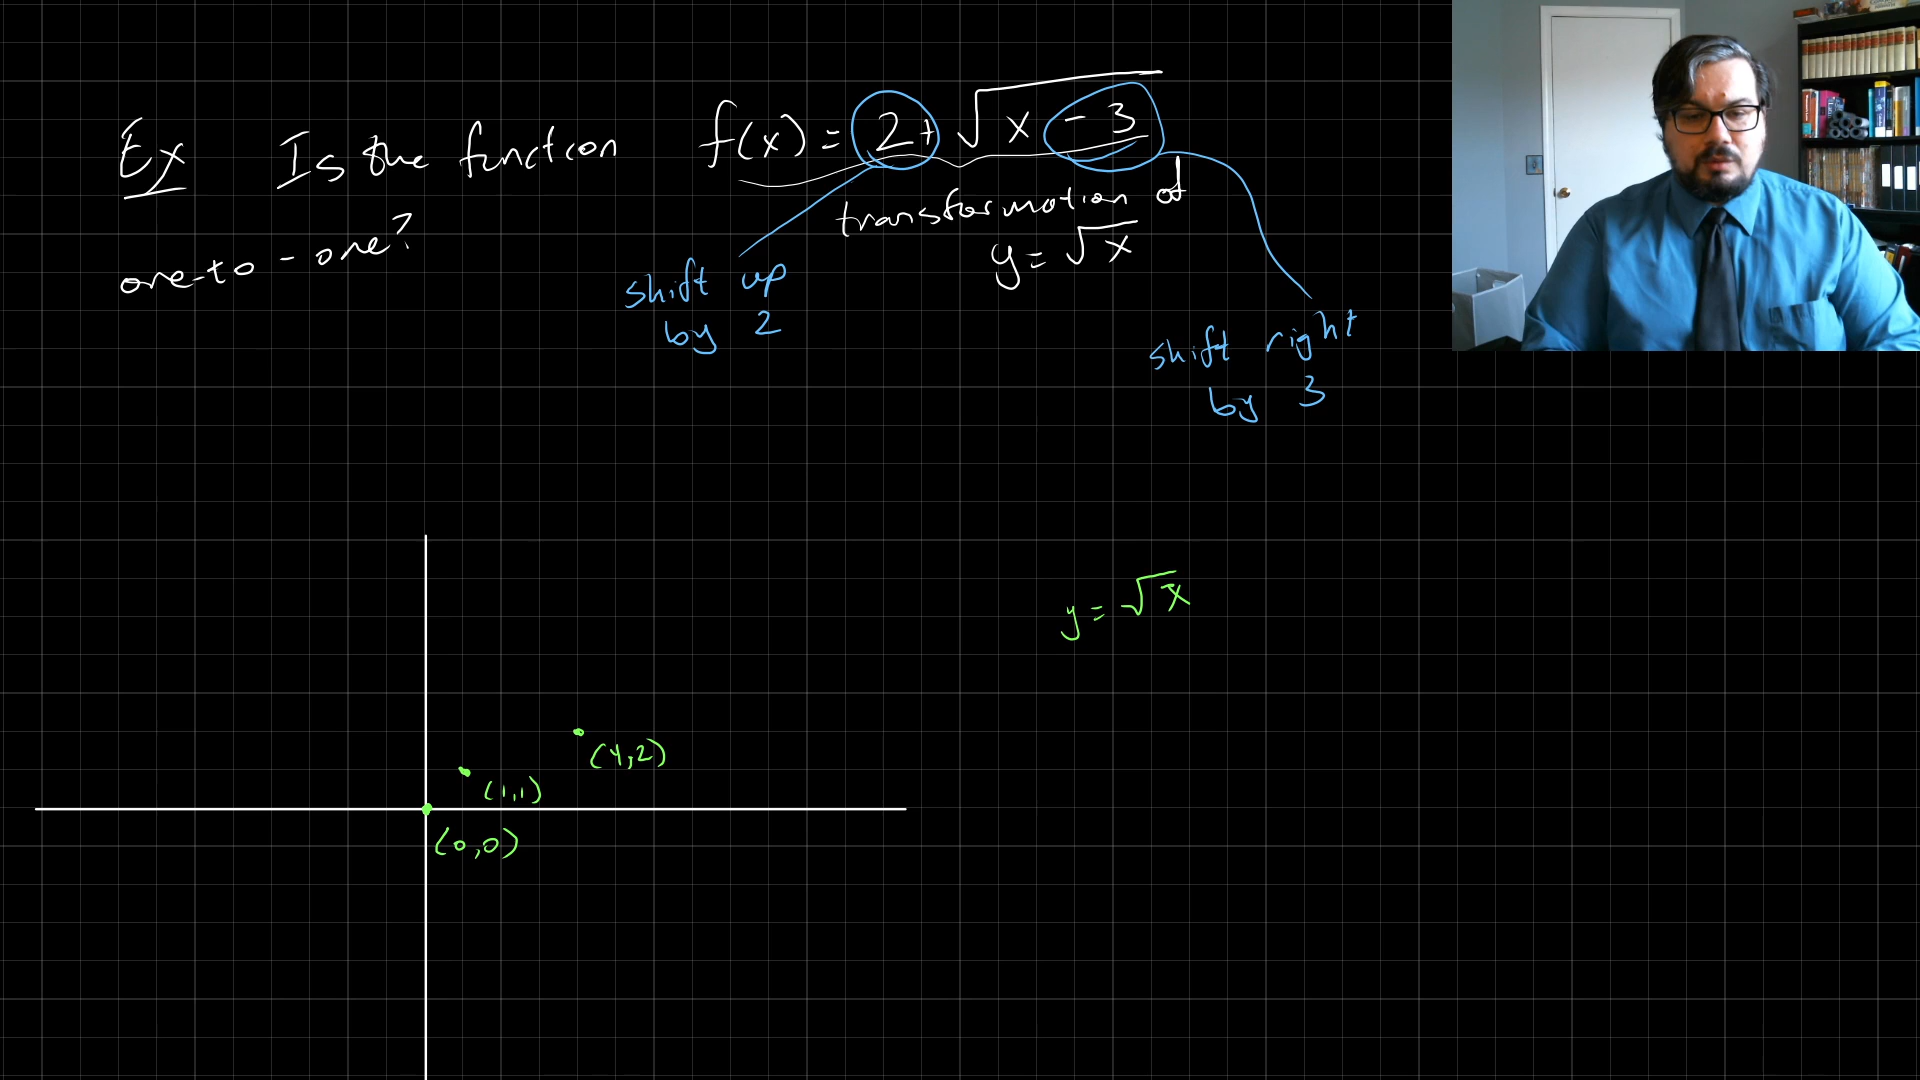 Ex Is the function f(x) = 2 + √x - 3
one-to-one?
transformation of
y = √x
shift up
by 2
shift right
by 3
y = √x
(4,2)
(1,1)
(0,0)